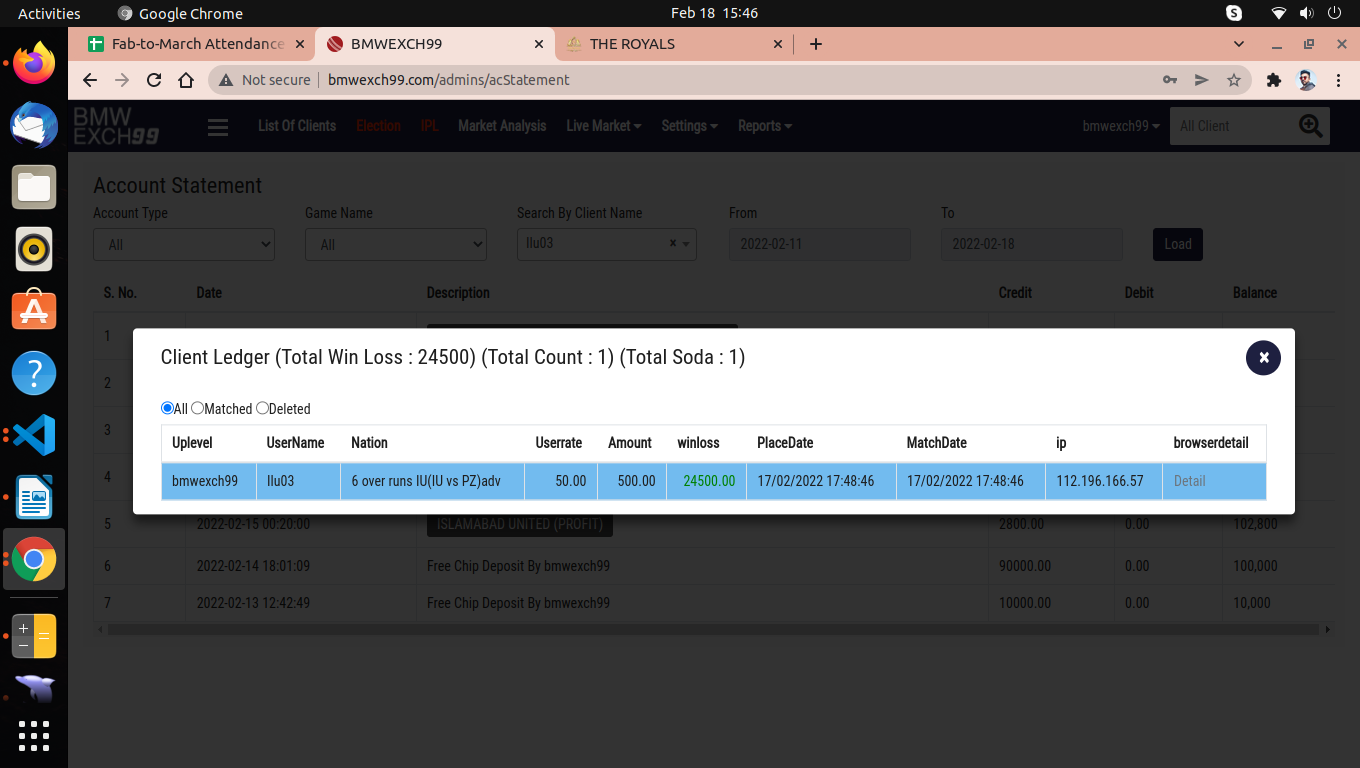 Activities Google Chrome Feb 18 15:46
Fab-to-March Attendance BMWEXCH99 THE ROYALS
Not secure bmwexch99.com/admins/acStatement
BMW EXCH99
List Of Clients Election IPL Market Analysis Live Market Settings Reports bmwexch99 All Client
Account Statement
Account Type Game Name Search By Client Name From To
All All Ilu03 × 2022-02-11 2022-02-18 Load
S. No. Date Description Credit Debit Balance
1
2
3
4
Client Ledger (Total Win Loss : 24500) (Total Count : 1) (Total Soda : 1)
All Matched Deleted
Uplevel UserName Nation Userrate Amount winloss PlaceDate MatchDate ip browserdetail
bmwexch99 Ilu03 6 over runs IU(IU vs PZ)adv 50.00 500.00 24500.00 17/02/2022 17:48:46 17/02/2022 17:48:46 112.196.166.57 Detail
5 2022-02-15 00:20:00 ISLAMABAD UNITED (PROFIT) 2800.00 0.00 102,800
6 2022-02-14 18:01:09 Free Chip Deposit By bmwexch99 90000.00 0.00 100,000
7 2022-02-13 12:42:49 Free Chip Deposit By bmwexch99 10000.00 0.00 10,000